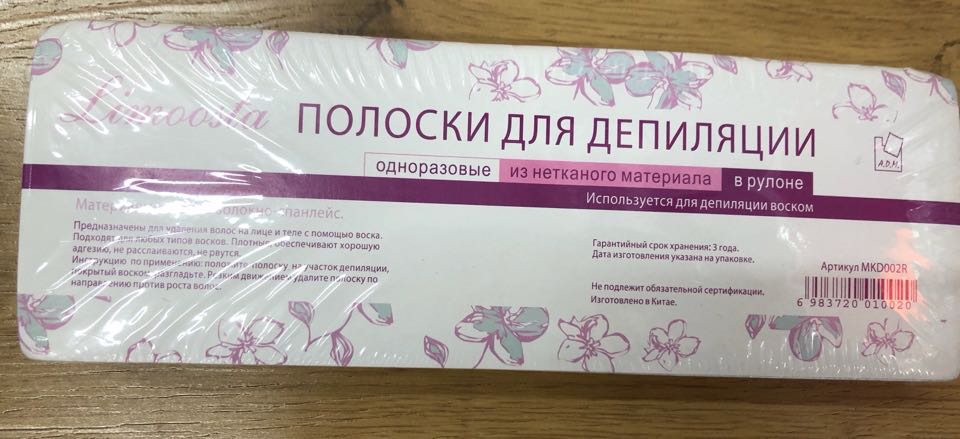 Limoosta
ПОЛОСКИ ДЛЯ ДЕПИЛЯЦИИ
A.D.M.
одноразовые из нетканого материала в рулоне
Используется для депиляции воском
волокно спанлейс.
Предназначены для удаления волос на лице и теле с помощью воска.
Подходят для любых типов восков. Плотные, обеспечивают хорошую
адгезию, не расслаиваются, не рвутся.
Инструкция по применению: положите полоску на участок депиляции,
покрытый воском, разгладьте. Резким движением удалите полоску по
направлению против роста волос.
Гарантийный срок хранения: 3 года.
Дата изготовления указана на упаковке.
Не подлежит обязательной сертификации.
Изготовлено в Китае.
Артикул MKD002R
6 983720 010020